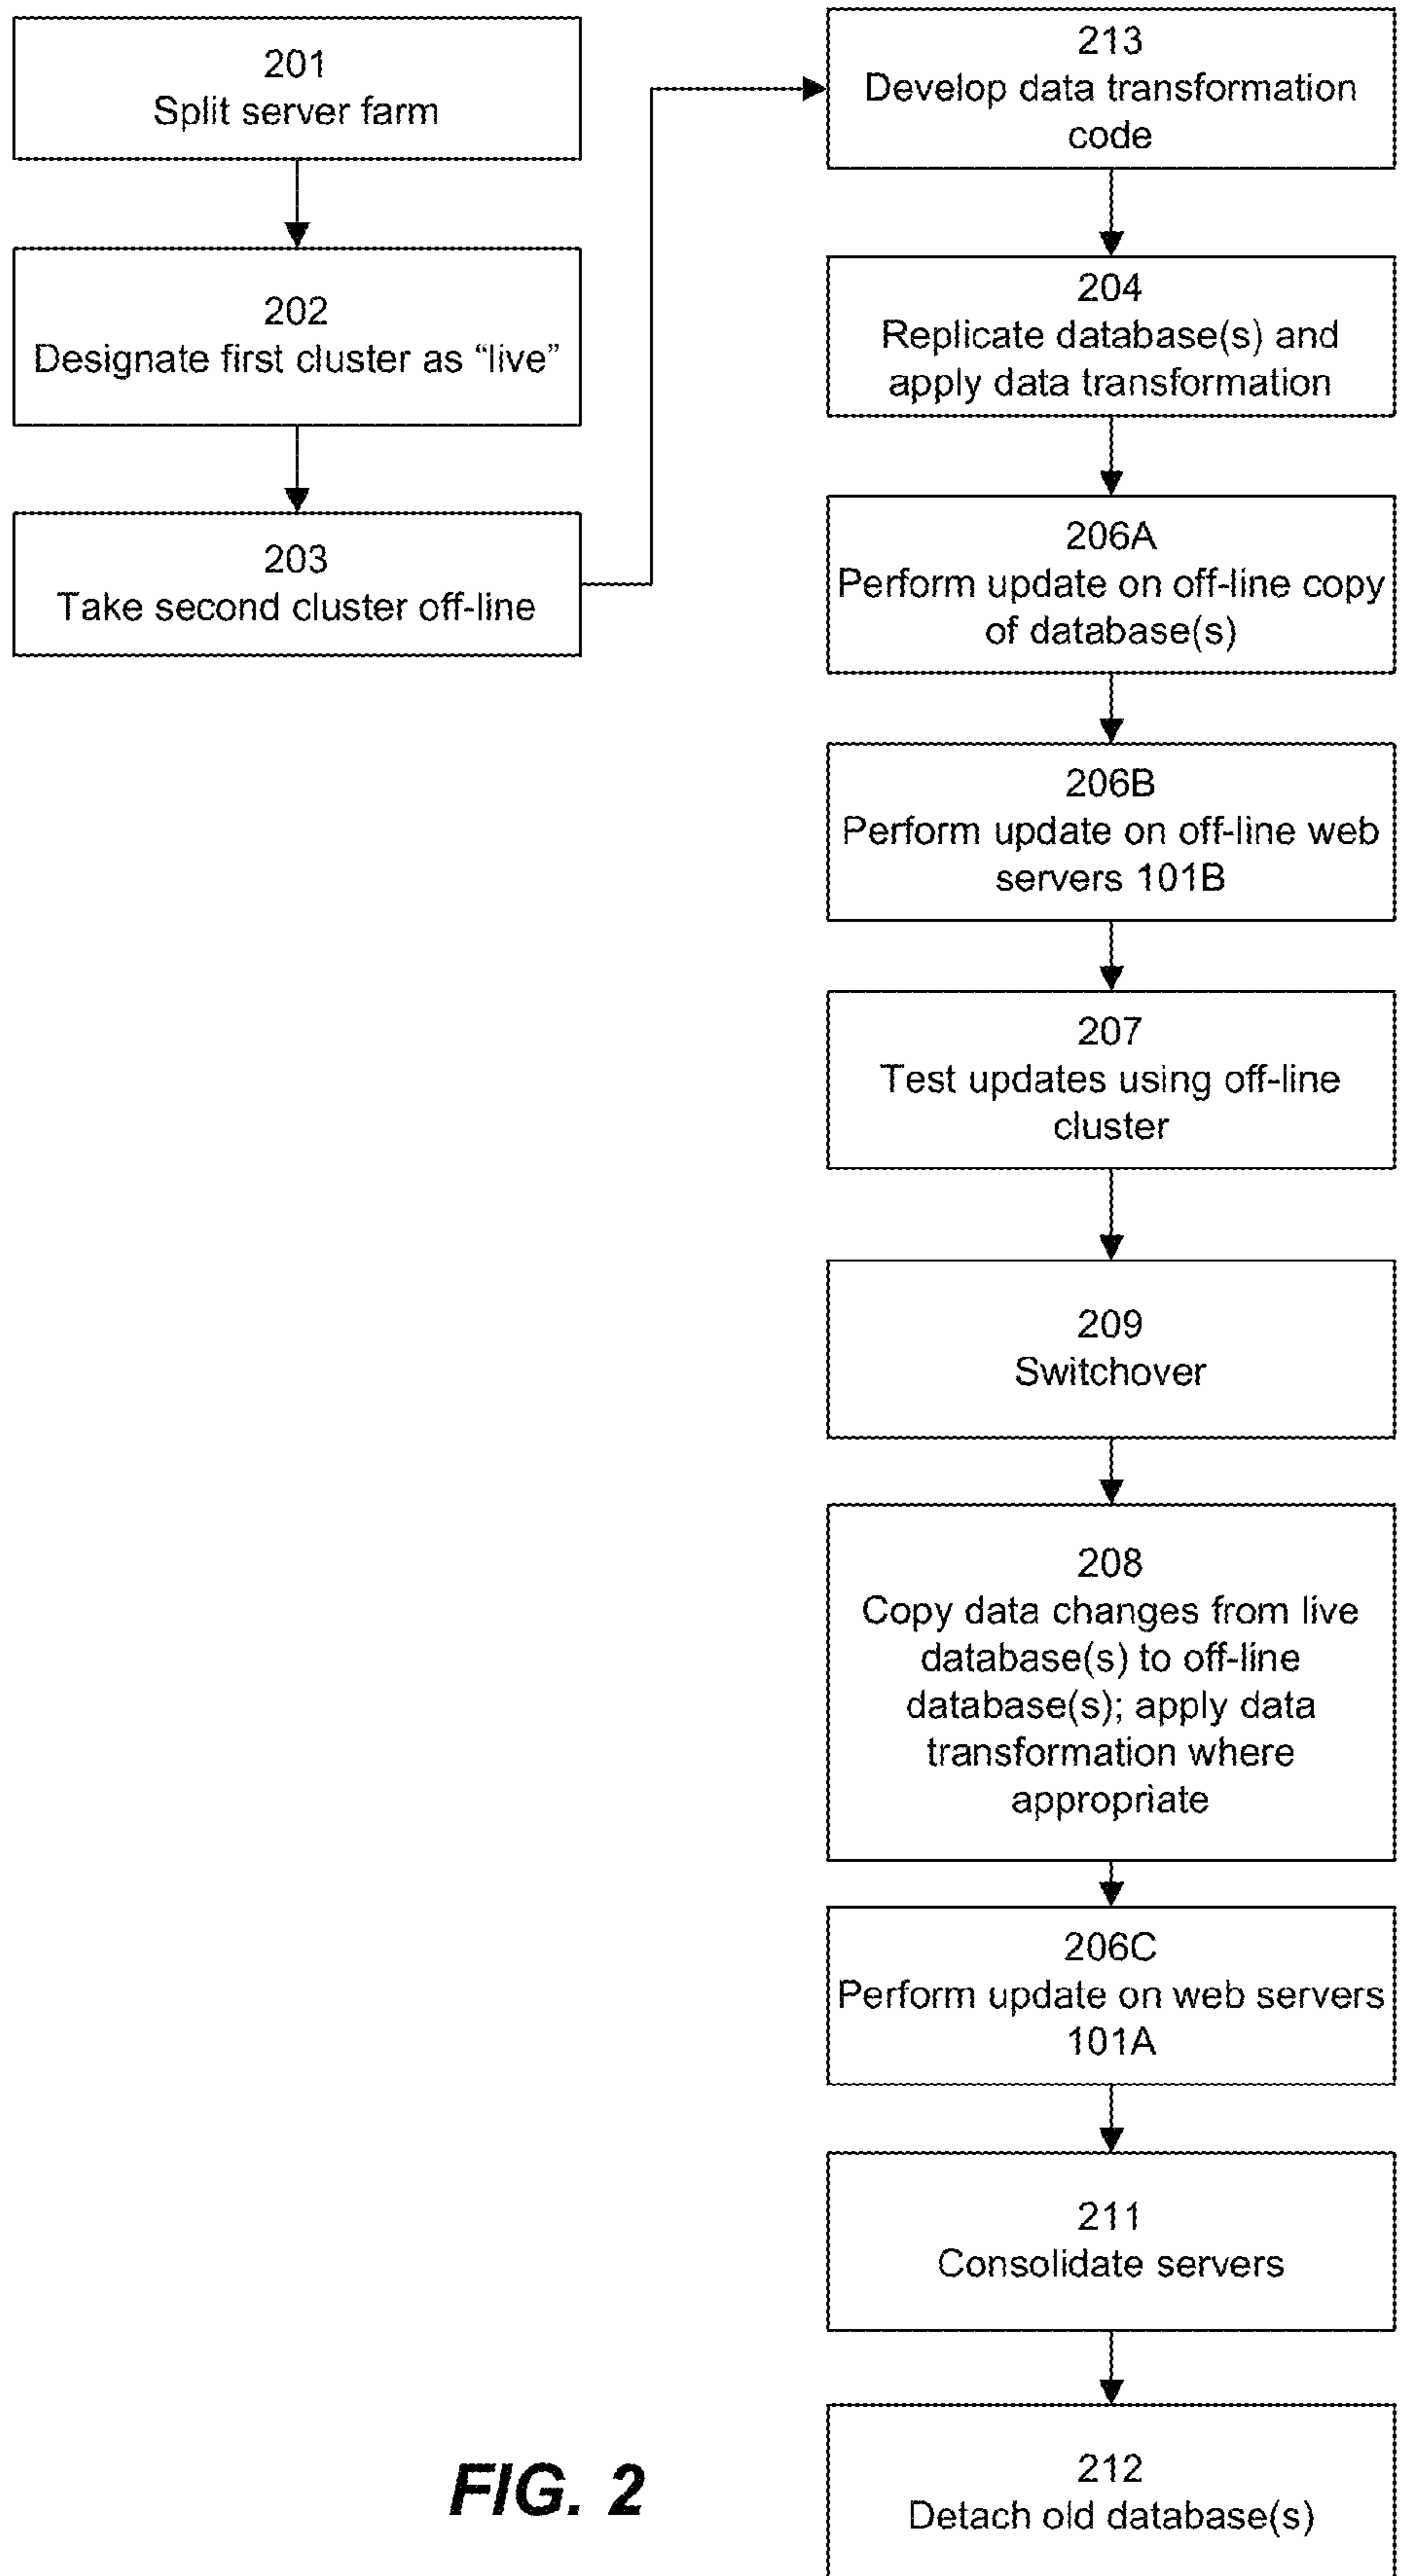 201
Split server farm
202
Designate first cluster as “live”
203
Take second cluster off-line
213
Develop data transformation
code
204
Replicate database(s) and
apply data transformation
206A
Perform update on off-line copy
of database(s)
206B
Perform update on off-line web
servers 101B
207
Test updates using off-line
cluster
209
Switchover
208
Copy data changes from live
database(s) to off-line
database(s); apply data
transformation where
appropriate
206C
Perform update on web servers
101A
211
Consolidate servers
212
Detach old database(s)
FIG. 2